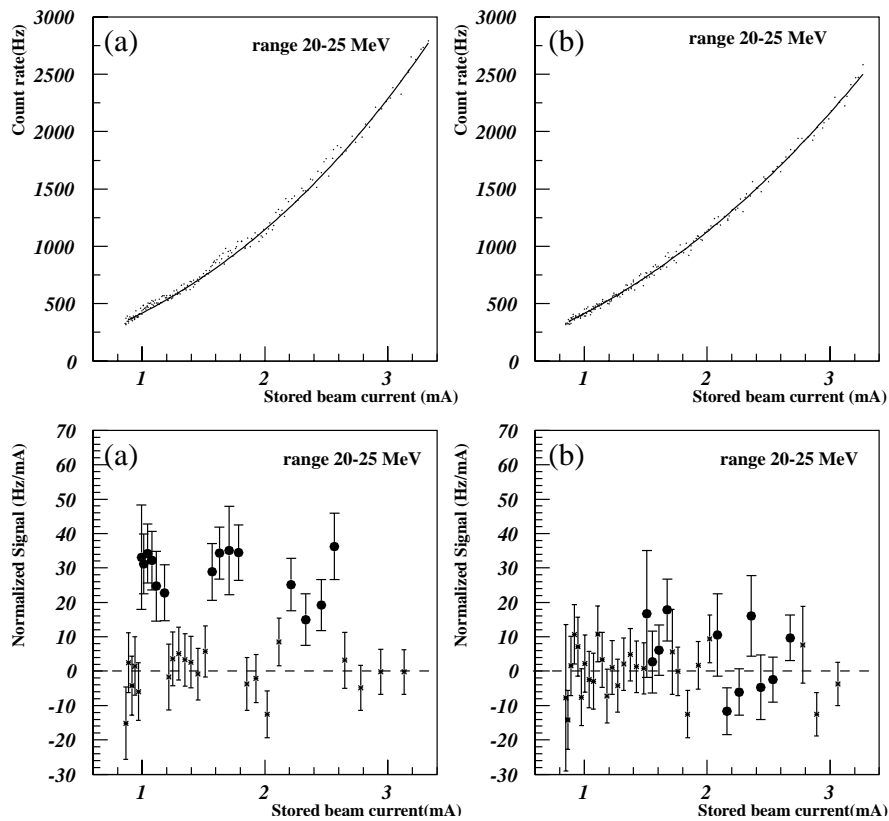 Count rate(Hz)
3000
2500
2000
1500
1000
500
0
(a)
range 20-25 MeV
1 2 3
Stored beam current (mA)
Count rate(Hz)
3000
2500
2000
1500
1000
500
0
(b)
range 20-25 MeV
1 2 3
Stored beam current (mA)
Normalized Signal (Hz/mA)
70
60
50
40
30
20
10
0
-10
-20
-30
(a)
range 20-25 MeV
1 2 3
Stored beam current(mA)
Normalized Signal (Hz/mA)
70
60
50
40
30
20
10
0
-10
-20
-30
(b)
range 20-25 MeV
1 2 3
Stored beam current(mA)